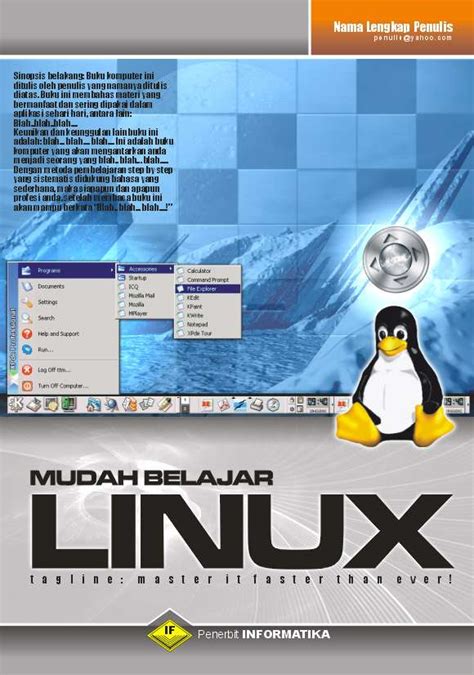 Nama Lengkap Penulis
penulis@yahoo.com
Sinopsis belakang: Buku komputer ini
ditulis oleh penulis yang namanya ditulis
diatas. Buku ini membahas materi yang
bermanfaat dan sering dipakai dalam
aplikasi sehari hari, antara lain:
Blah..blah..blah....
Keunikan dan keunggulan lain buku ini
adalah: blah... blah.... blah.... Ini adalah buku
komputer yang akan mengantarkan anda
menjadi seorang yang blah.. blah.. blah.....
Dengan metoda pembelajaran step by step
yang sistematis didukung bahasa yang
sederhana, maka siapapun dan apapun
profesi anda, setelah membaca buku ini
akan mampu berkata "Blah.. blah... blah....!"
Programs
Documents
Settings
Search
Help and Support
Run...
Log Off ttm...
Turn Off Computer...
Accessories
Startup
ICQ
Mozilla Mail
Mozilla
MPlayer
Calculator
Command Prompt
File Explorer
KEdit
KPaint
KWrite
Notepad
XPde Tour
MUDAH BELAJAR
LINUX
tagline: master it faster than ever!
IF
Penerbit INFORMATIKA